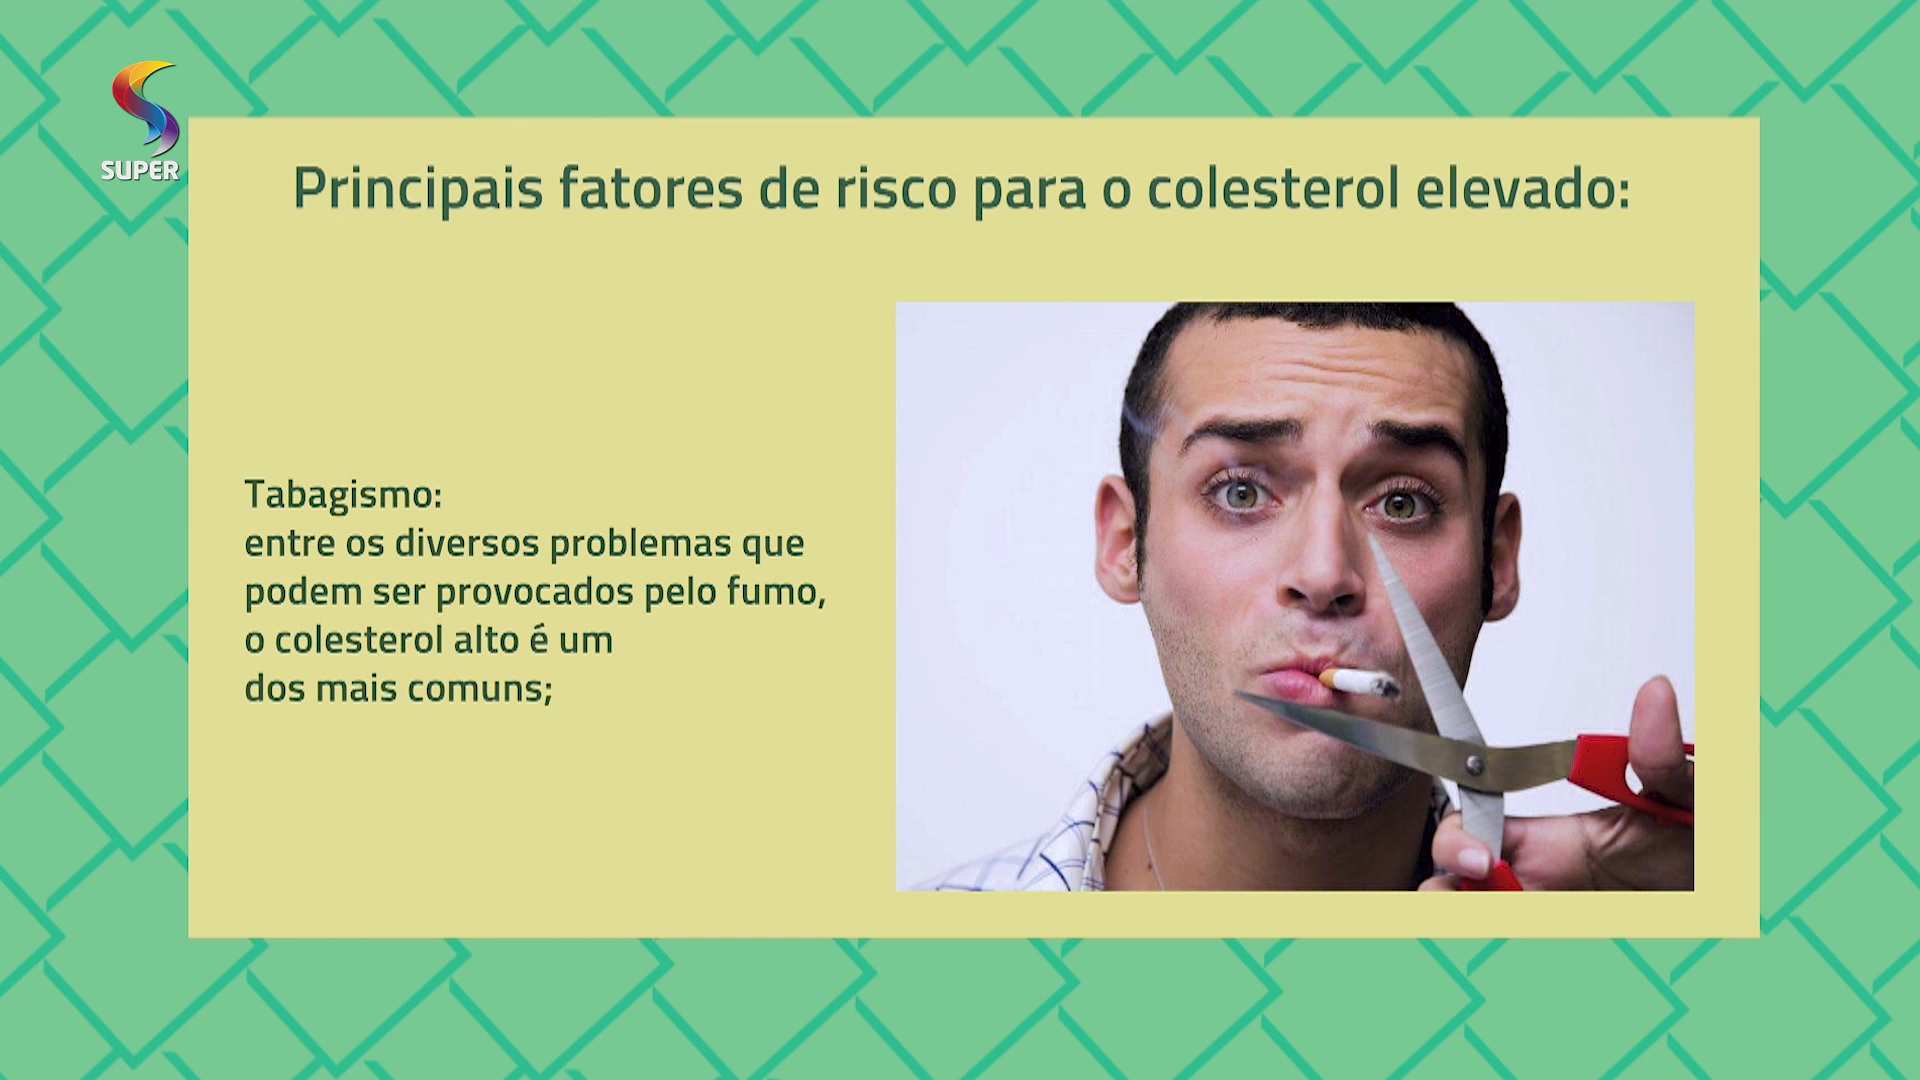 SUPER
Principais fatores de risco para o colesterol elevado:
Tabagismo:
entre os diversos problemas que
podem ser provocados pelo fumo,
o colesterol alto é um
dos mais comuns;